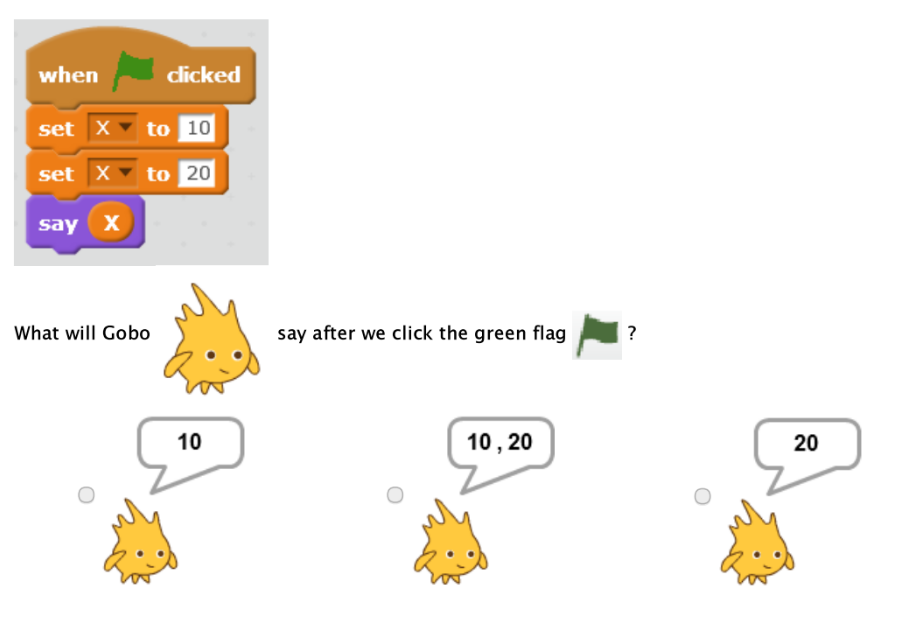 when clicked
set X to 10
set X to 20
say X
What will Gobo say after we click the green flag ?
10
10 , 20
20